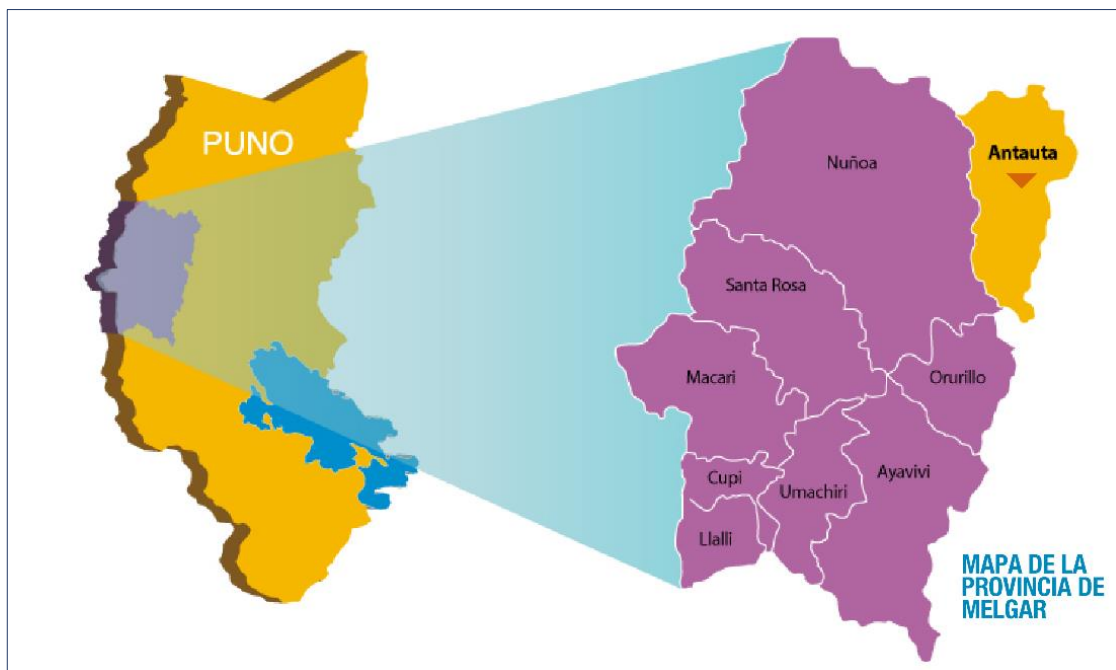 PUNO
Nuñoa
Antauta
Santa Rosa
Macari
Orurillo
Cupi
Umachiri
Ayavivi
Llalli
MAPA DE LA
PROVINCIA DE
MELGAR